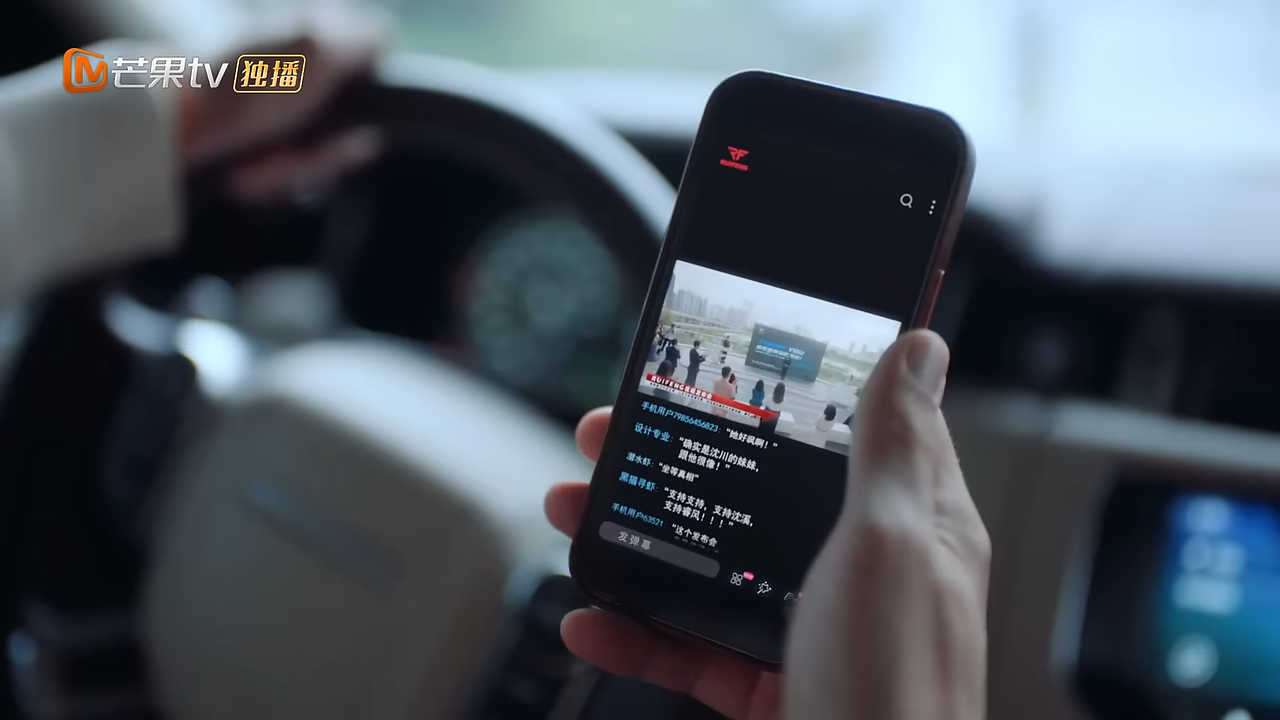 芒果tv 独播
RF
RUIFENG
手机用户79856456823: “她好飒啊！”
设计专业: “确实是沈川的妹妹，
跟他很像！”
潜水虾: “坐等真相”
黑猫寻虾: “支持支持，支持沈溪，
支持睿风！！！”
手机用户63521: “这个发布会
发弹幕